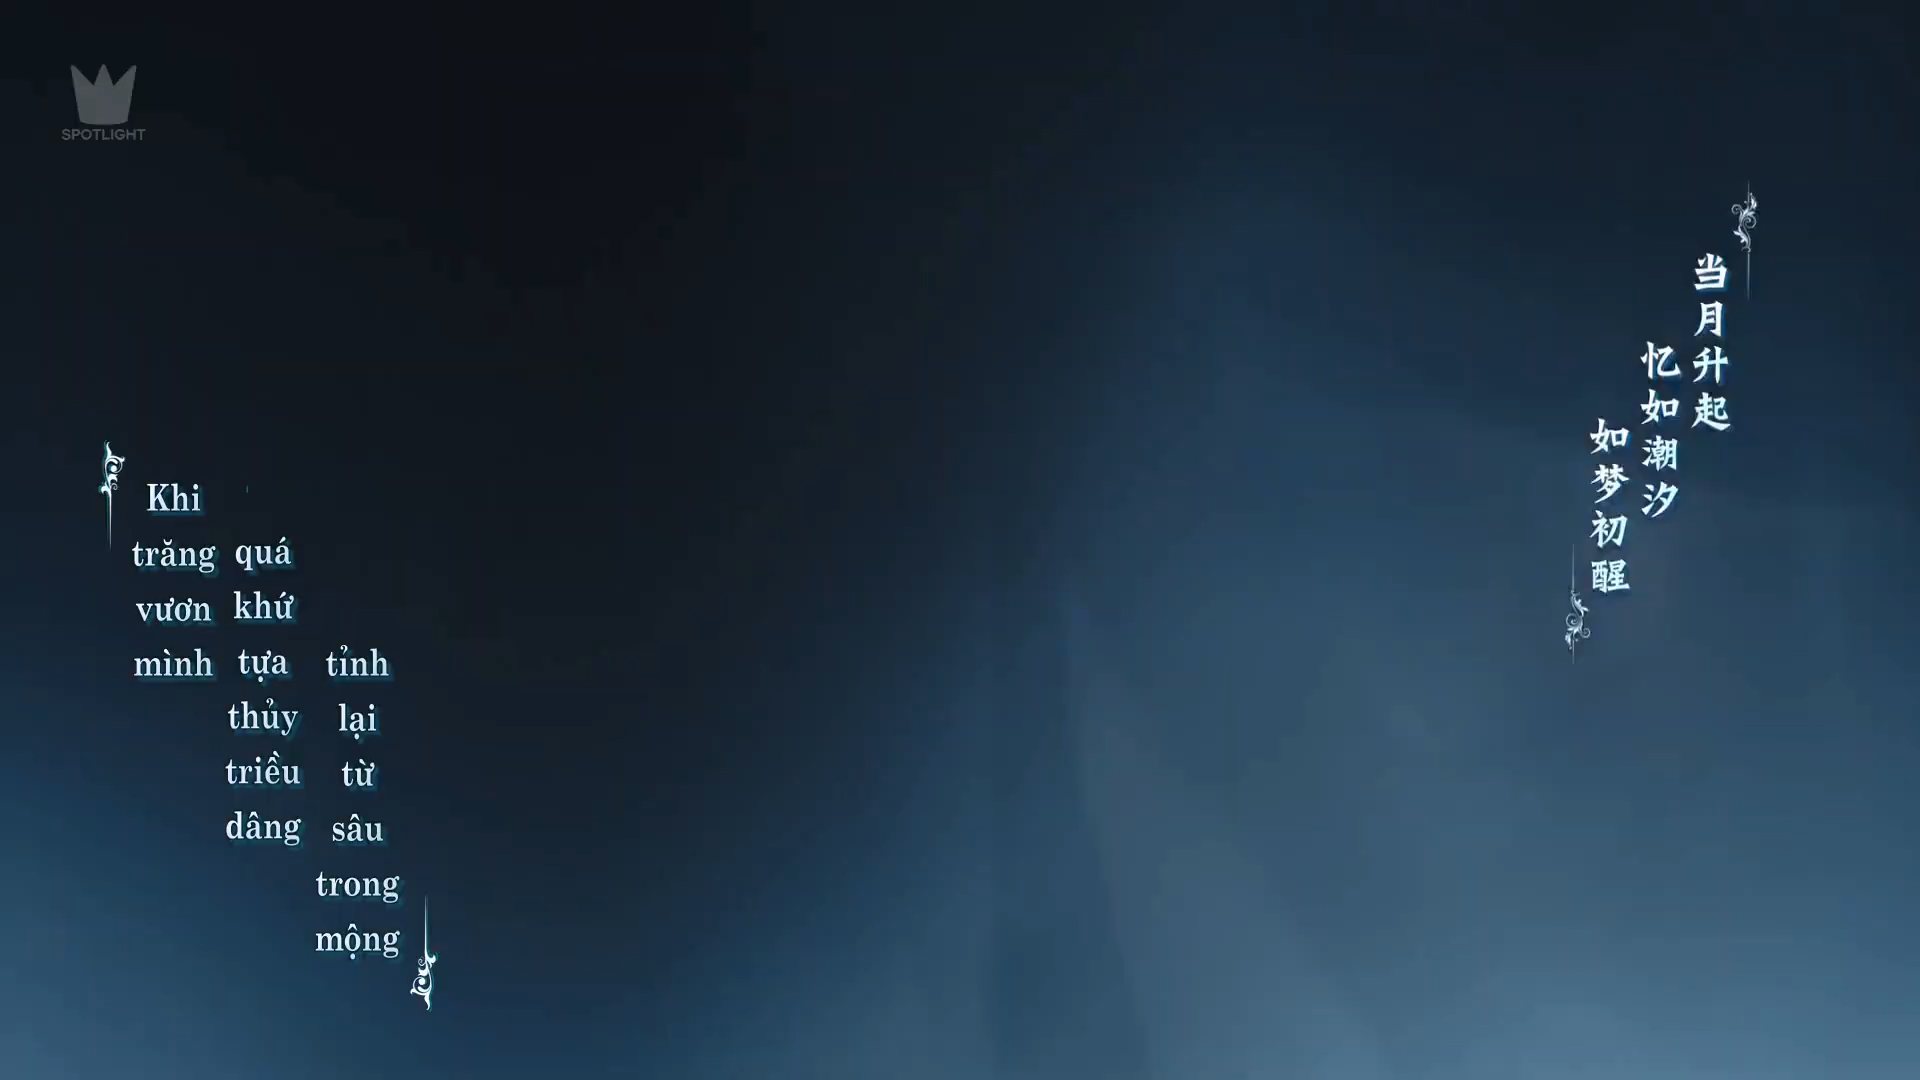 SPOTLIGHT
Khi trăng vươn mình
quá khứ tựa thủy triều dâng
tỉnh lại từ sâu trong mộng
当月升起
忆如潮汐
如梦初醒